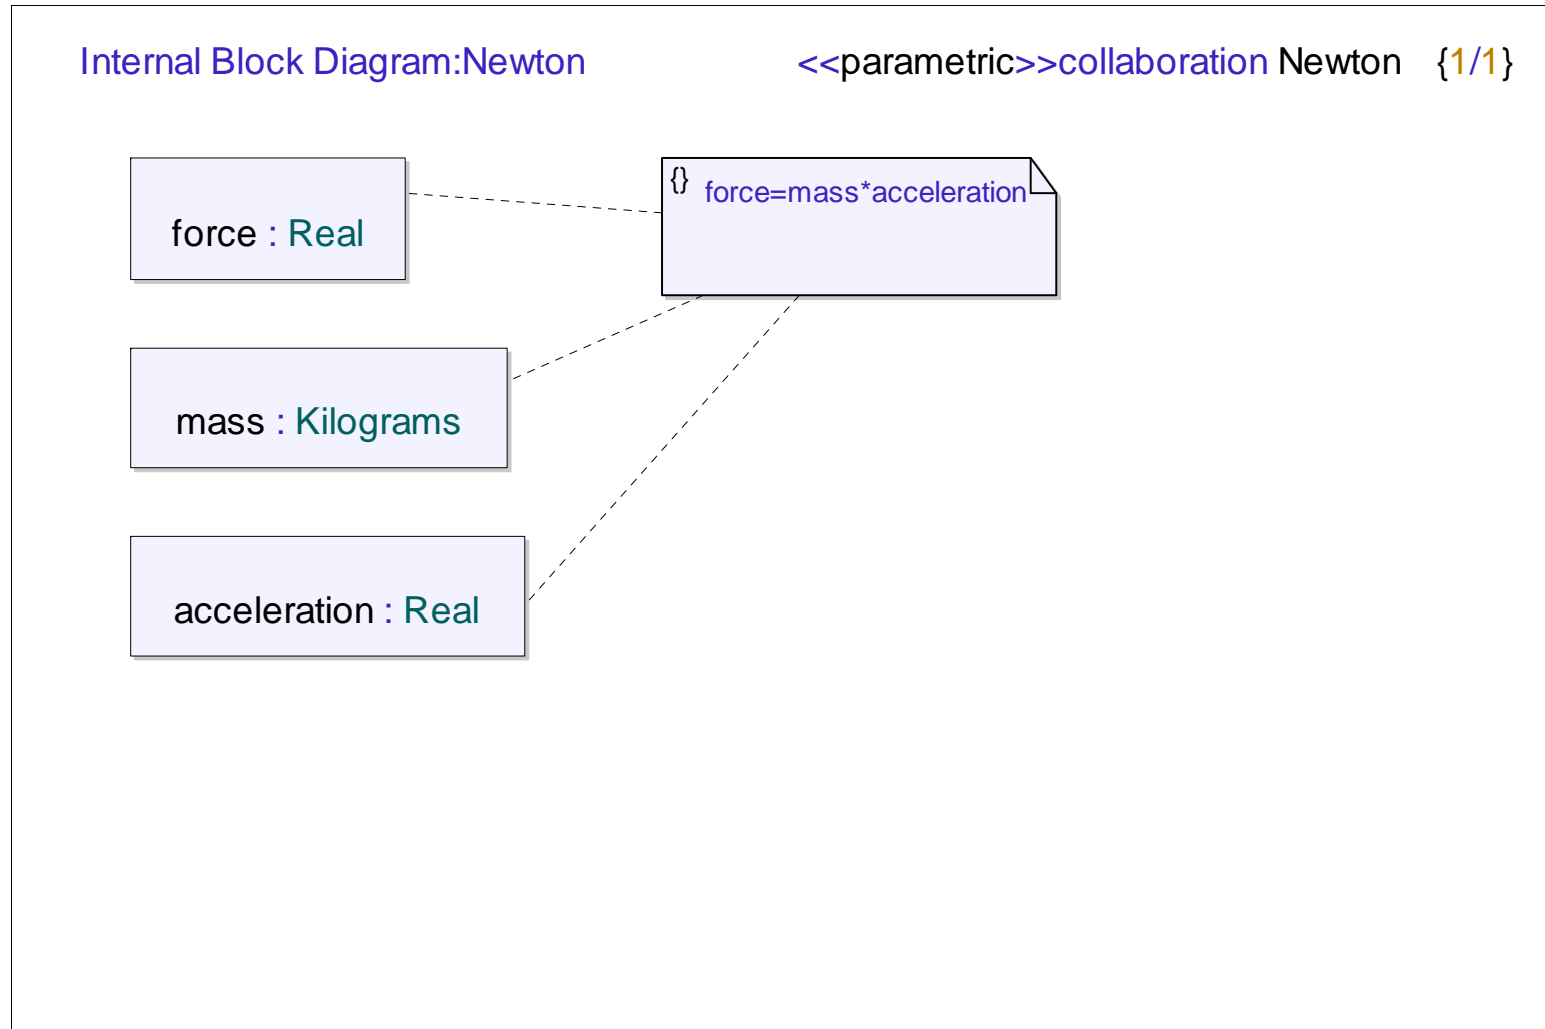 Internal Block Diagram:Newton
<<parametric>>collaboration Newton {1/1}
force : Real
{} force=mass*acceleration
mass : Kilograms
acceleration : Real